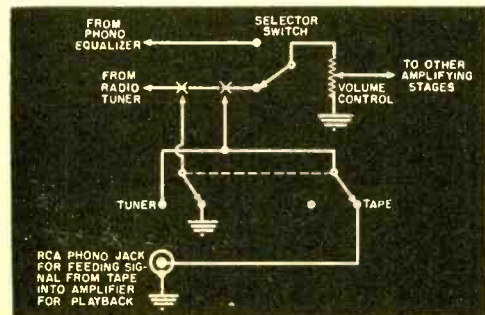 FROM
PHONO
EQUALIZER
SELECTOR
SWITCH
FROM
RADIO
TUNER
VOLUME
CONTROL
TO OTHER
AMPLIFYING
STAGES
TUNER
TAPE
RCA PHONO JACK
FOR FEEDING SIG-
NAL FROM TAPE
INTO AMPLIFIER
FOR PLAYBACK